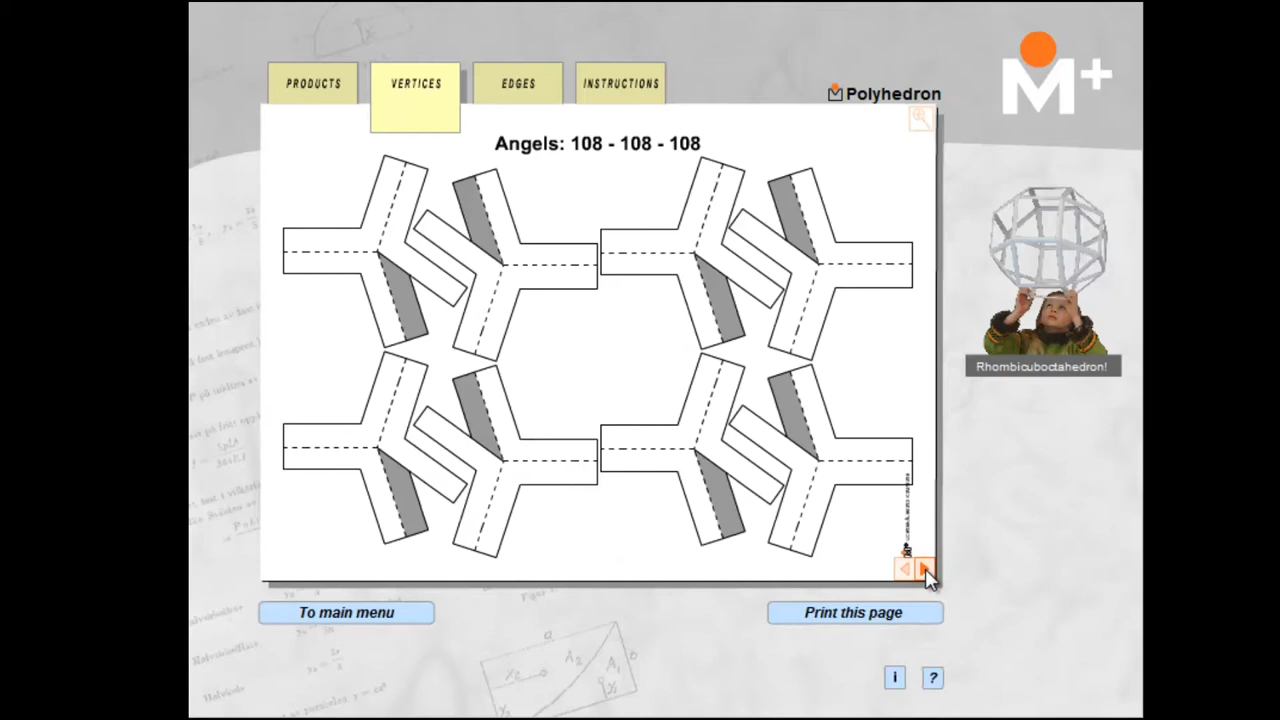 PRODUCTS
VERTICES
EDGES
INSTRUCTIONS
Polyhedron
M+
Angels: 108 - 108 - 108
Rhombicuboctahedron!
To main menu
Print this page
i
?